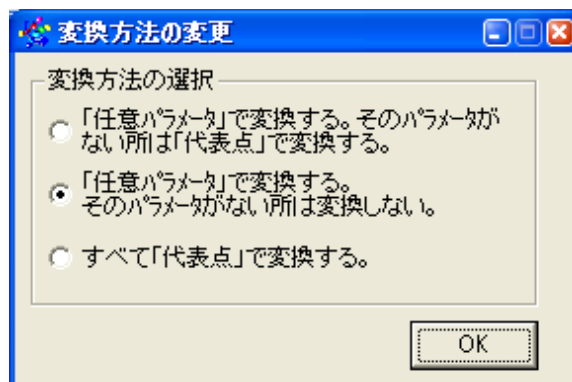 変換方法の変更
変換方法の選択
「任意パラメータ」で変換する。そのパラメータが
ない所は「代表点」で変換する。
「任意パラメータ」で変換する。
そのパラメータがない所は変換しない。
すべて「代表点」で変換する。
OK